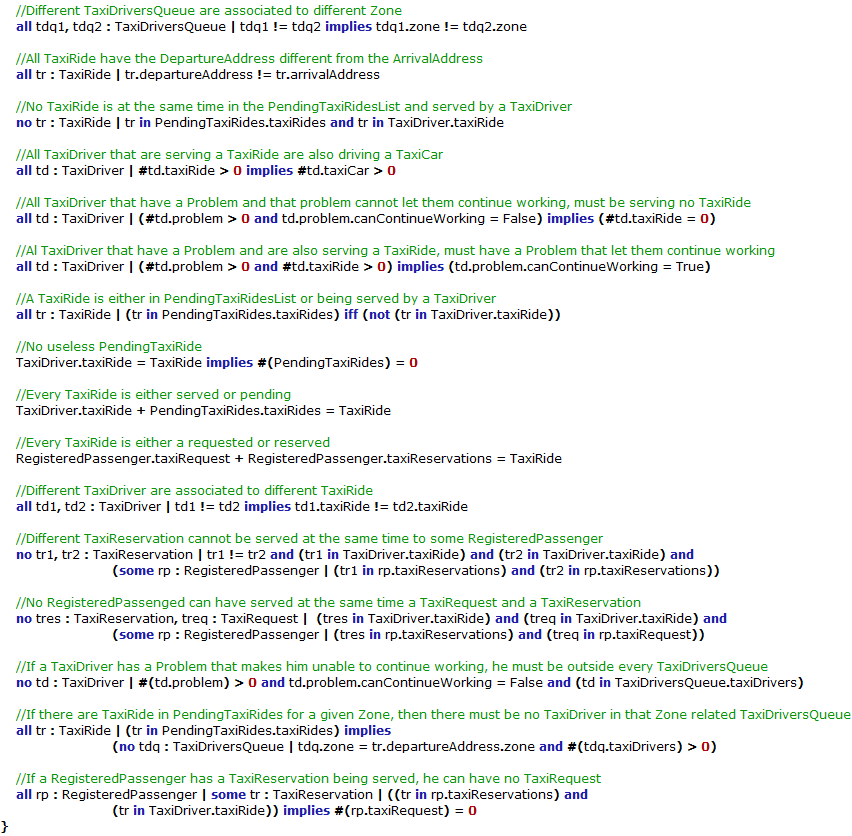 //Different TaxiDriversQueue are associated to different Zone
all tdq1, tdq2 : TaxiDriversQueue | tdq1 != tdq2 implies tdq1.zone != tdq2.zone
//All TaxiRide have the DepartureAddress different from the ArrivalAddress
all tr : TaxiRide | tr.departureAddress != tr.arrivalAddress
//No TaxiRide is at the same time in the PendingTaxiRidesList and served by a TaxiDriver
no tr : TaxiRide | tr in PendingTaxiRides.taxiRides and tr in TaxiDriver.taxiRide
//All TaxiDriver that are serving a TaxiRide are also driving a TaxiCar
all td : TaxiDriver | #td.taxiRide > 0 implies #td.taxiCar > 0
//All TaxiDriver that have a Problem and that problem cannot let them continue working, must be serving no TaxiRide
all td : TaxiDriver | (#td.problem > 0 and td.problem.canContinueWorking = False) implies (#td.taxiRide = 0)
//Al TaxiDriver that have a Problem and are also serving a TaxiRide, must have a Problem that let them continue working
all td : TaxiDriver | (#td.problem > 0 and #td.taxiRide > 0) implies (td.problem.canContinueWorking = True)
//A TaxiRide is either in PendingTaxiRidesList or being served by a TaxiDriver
all tr : TaxiRide | (tr in PendingTaxiRides.taxiRides) iff (not (tr in TaxiDriver.taxiRide))
//No useless PendingTaxiRide
TaxiDriver.taxiRide = TaxiRide implies #(PendingTaxiRides) = 0
//Every TaxiRide is either served or pending
TaxiDriver.taxiRide + PendingTaxiRides.taxiRides = TaxiRide
//Every TaxiRide is either a requested or reserved
RegisteredPassenger.taxiRequest + RegisteredPassenger.taxiReservations = TaxiRide
//Different TaxiDriver are associated to different TaxiRide
all td1, td2 : TaxiDriver | td1 != td2 implies td1.taxiRide != td2.taxiRide
//Different TaxiReservation cannot be served at the same time to some RegisteredPassenger
no tr1, tr2 : TaxiReservation | tr1 != tr2 and (tr1 in TaxiDriver.taxiRide) and (tr2 in TaxiDriver.taxiRide) and
(some rp : RegisteredPassenger | (tr1 in rp.taxiReservations) and (tr2 in rp.taxiReservations))
//No RegisteredPassenged can have served at the same time a TaxiRequest and a TaxiReservation
no tres : TaxiReservation, treq : TaxiRequest | (tres in TaxiDriver.taxiRide) and (treq in TaxiDriver.taxiRide) and
(some rp : RegisteredPassenger | (tres in rp.taxiReservations) and (treq in rp.taxiRequest))
//If a TaxiDriver has a Problem that makes him unable to continue working, he must be outside every TaxiDriversQueue
no td : TaxiDriver | #(td.problem) > 0 and td.problem.canContinueWorking = False and (td in TaxiDriversQueue.taxiDrivers)
//If there are TaxiRide in PendingTaxiRides for a given Zone, then there must be no TaxiDriver in that Zone related TaxiDriversQueue
all tr : TaxiRide | (tr in PendingTaxiRides.taxiRides) implies
(no tdq : TaxiDriversQueue | tdq.zone = tr.departureAddress.zone and #(tdq.taxiDrivers) > 0)
//If a RegisteredPassenger has a TaxiReservation being served, he can have no TaxiRequest
all rp : RegisteredPassenger | some tr : TaxiReservation | ((tr in rp.taxiReservations) and
(tr in TaxiDriver.taxiRide)) implies #(rp.taxiRequest) = 0
}